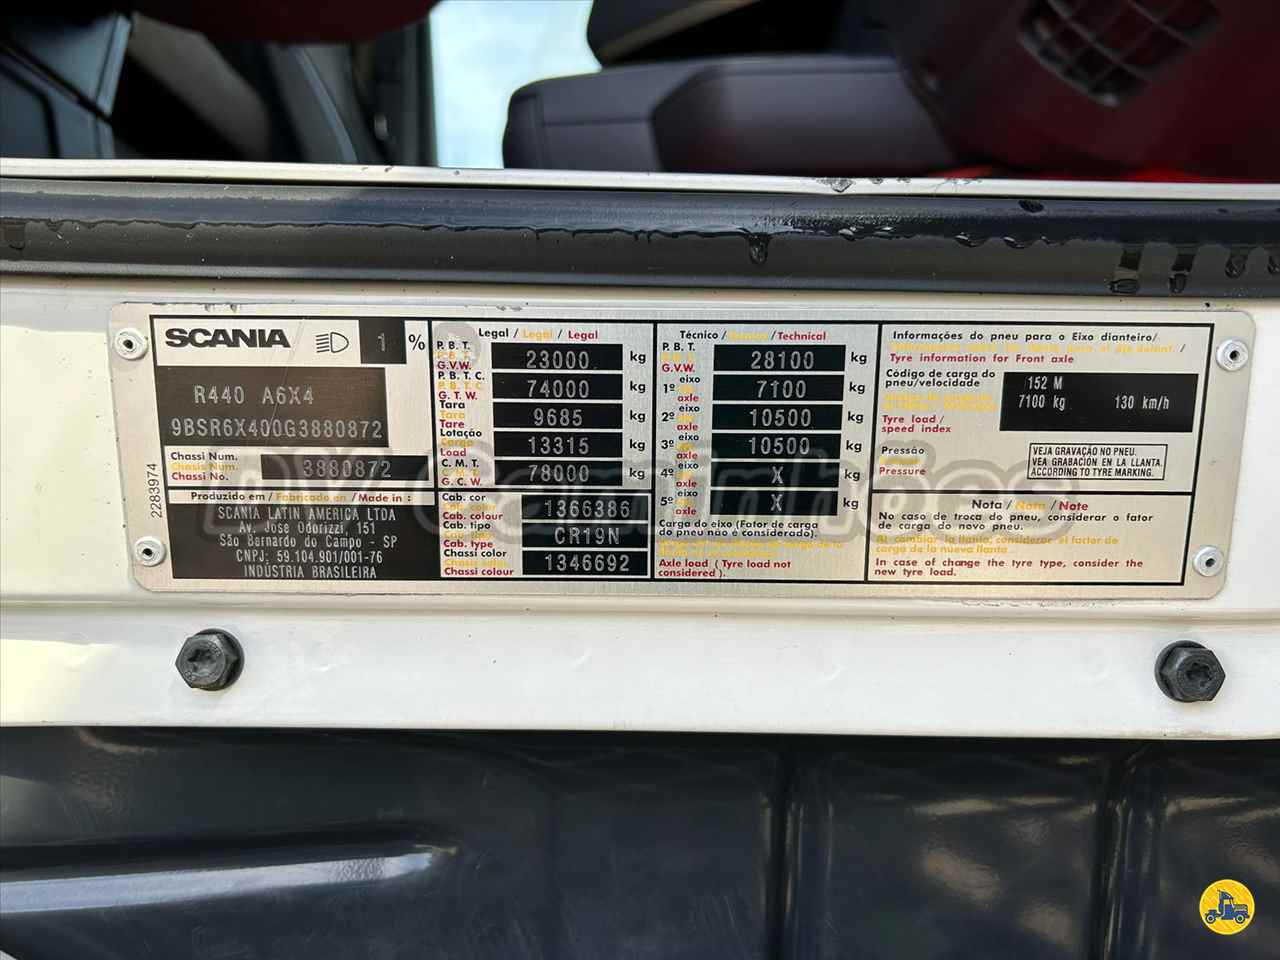 SCANIA
1 %
R440 A6X4
9BSR6X400G3880872
Chassi Num.
Chasis Num.
Chassi No.
3880872
Produzido em / Fabricado en / Made in :
SCANIA LATIN AMERICA LTDA
Av. José Odorizzi, 151
São Bernardo do Campo - SP
CNPJ: 59.104.901/001-76
INDÚSTRIA BRASILEIRA
2283974
Legal / Legal / Legal
P.B.T.
P.B.T.
G.V.W.
23000 kg
P.B.T.C.
P.B.T.C.
G.T.W.
74000 kg
Tara
Tara
Tare
9685 kg
Lotação
Carga
Load
13315 kg
C.M.T.
C.M.T.
G.C.W.
78000 kg
Cab. cor
Cab. color
Cab. colour
1366386
Cab. tipo
Cab. type
CR19N
Chassi color
Chassi colour
1346692
Técnico / Técnico / Technical
P.B.T.
G.V.W.
28100 kg
1º eixo
axle
7100 kg
2º eixo
axle
10500 kg
3º eixo
axle
10500 kg
4º eixo
axle
X kg
5º eixo
axle
X kg
Carga do eixo (Fator de carga
do pneu não e considerado).
Axle load ( Tyre load not
considered ).
Informações do pneu para o Eixo dianteiro/
Tyre information for Front axle
Código de carga do
pneu/velocidade
Tyre load/
speed index
152 M
7100 kg 130 km/h
Pressão
Pressure
VEJA GRAVAÇÃO NO PNEU.
VEA GRABACIÓN EN LA LLANTA.
ACCORDING TO TYRE MARKING.
Nota / Nota / Note
No caso de troca do pneu, considerar o fator
de carga do novo pneu.
Al cambiar la llanta, considerar el factor de
carga de la nueva llanta.
In case of change the tyre type, consider the
new tyre load.